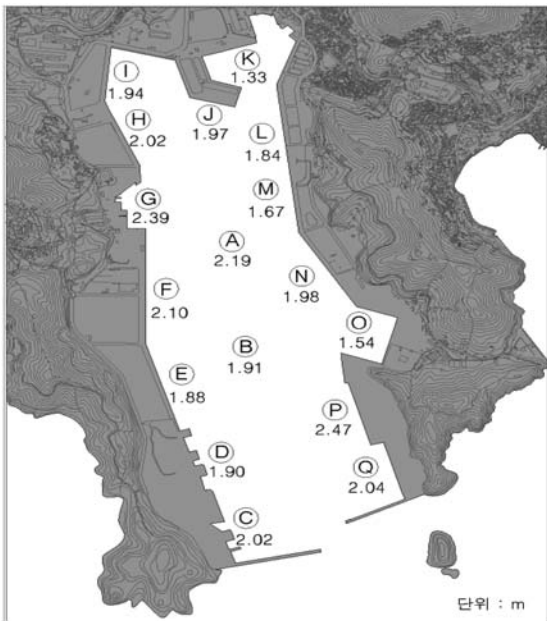 K
1.33
I
1.94
J
1.97
H
2.02
L
1.84
M
1.67
G
2.39
A
2.19
N
1.98
F
2.10
O
1.54
B
1.91
E
1.88
P
2.47
D
1.90
Q
2.04
C
2.02
단위 : m